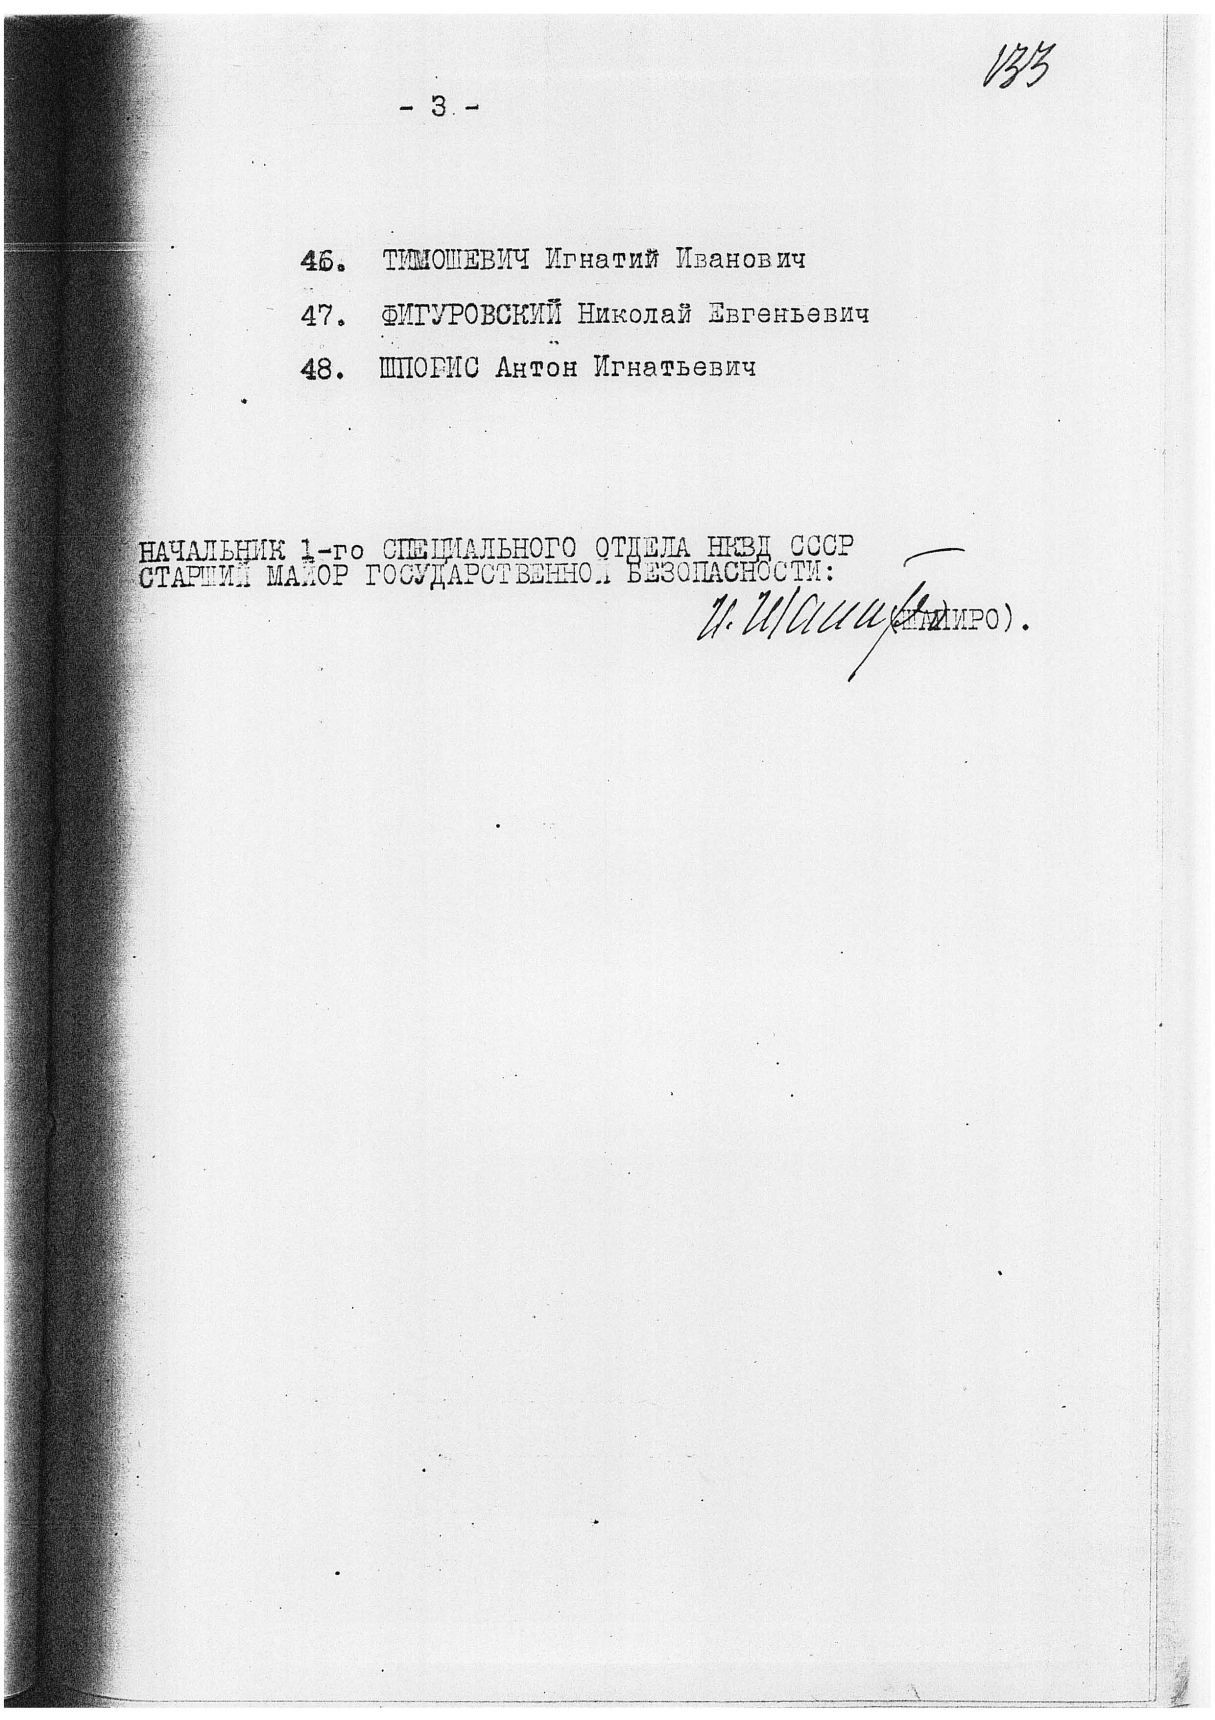 133
- 3 -
46. ТИМОШЕВИЧ Игнатий Иванович
47. ФИГУРОВСКИЙ Николай Евгеньевич
48. ШПОГИС Антон Игнатьевич
НАЧАЛЬНИК 1-го СПЕЦИАЛЬНОГО ОТДЕЛА НКВД СССР
СТАРШИЙ МАЙОР ГОСУДАРСТВЕННОЙ БЕЗОПАСНОСТИ:
И. Шапиро (ШАПИРО).